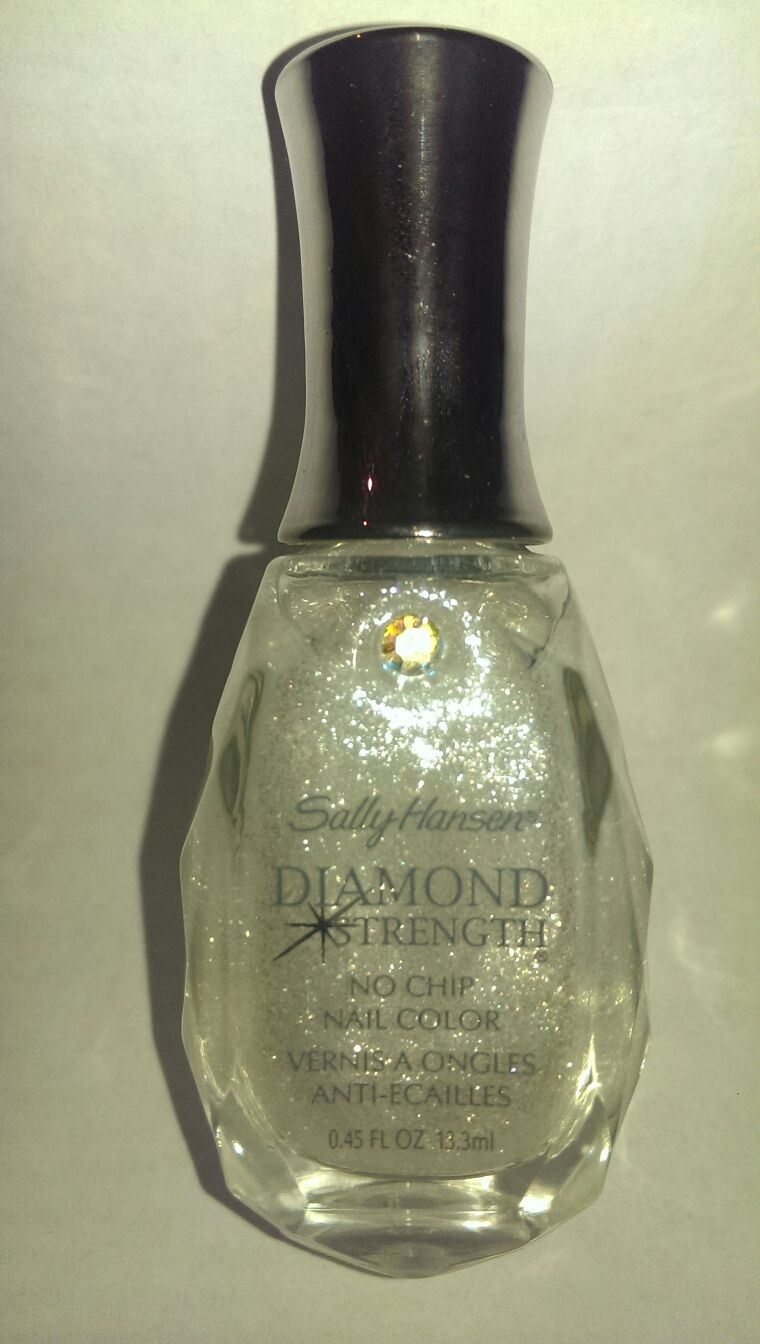 Sally Hansen®
DIAMOND
STRENGTH®
NO CHIP
NAIL COLOR
VERNIS A ONGLES
ANTI-ECAILLES
0.45 FL OZ 13.3ml